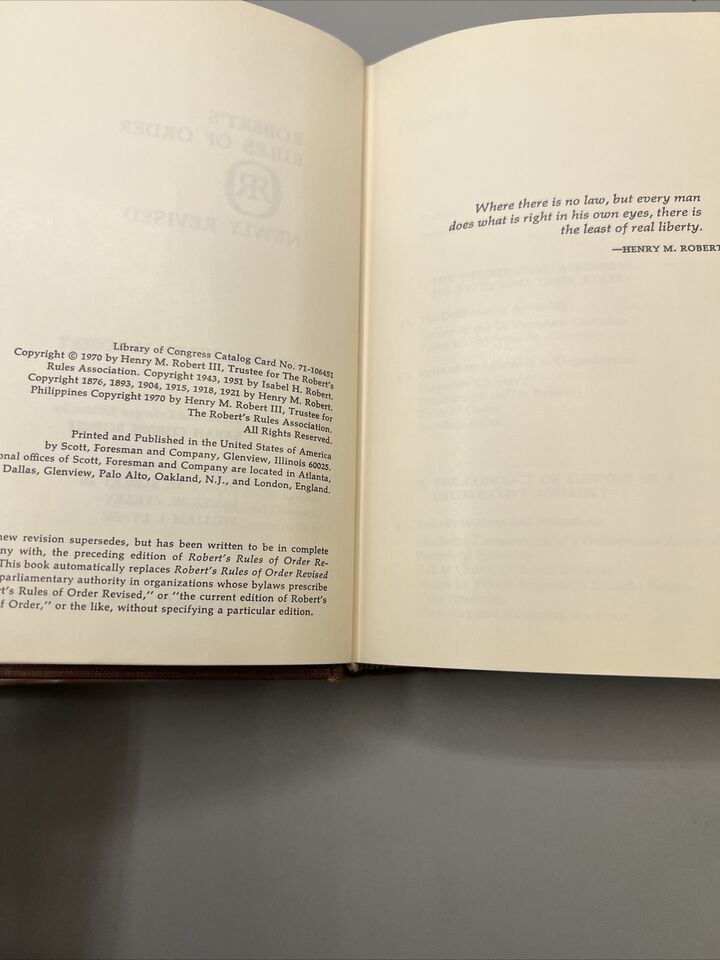 Library of Congress Catalog Card No. 71-106451
Copyright © 1970 by Henry M. Robert III, Trustee for The Robert's
Rules Association. Copyright 1943, 1951 by Isabel H. Robert.
Copyright 1876, 1893, 1904, 1915, 1918, 1921 by Henry M. Robert.
Philippines Copyright 1970 by Henry M. Robert III, Trustee for
The Robert's Rules Association.
All Rights Reserved.
Printed and Published in the United States of America
by Scott, Foresman and Company, Glenview, Illinois 60025.
onal offices of Scott, Foresman and Company are located in Atlanta,
Dallas, Glenview, Palo Alto, Oakland, N.J., and London, England.
new revision supersedes, but has been written to be in complete
ny with, the preceding edition of Robert's Rules of Order Re-
This book automatically replaces Robert's Rules of Order Revised
parliamentary authority in organizations whose bylaws prescribe
t's Rules of Order Revised," or "the current edition of Robert's
of Order," or the like, without specifying a particular edition.
Where there is no law, but every man
does what is right in his own eyes, there is
the least of real liberty.
—HENRY M. ROBERT
ROBERT'S
RULES OF ORDER
RR
NEWLY REVISED